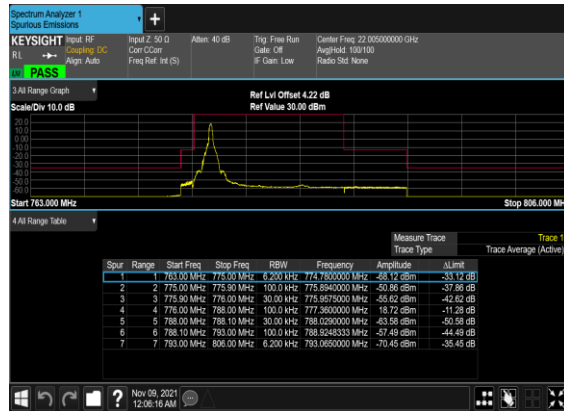 Spectrum Analyzer 1
Spurious Emissions
+
KEYSIGHT Input: RF Input Z: 50 Ω Atten: 40 dB Trig: Free Run Center Freq: 22.005000000 GHz
RL Coupling: DC Corr CCorr Gate: Off Avg|Hold: 100/100
Align: Auto Freq Ref: Int (S) IF Gain: Low Radio Std: None
PASS
3 All Range Graph
Ref Lvl Offset 4.22 dB
Scale/Div 10.0 dB Ref Value 30.00 dBm
20.0
10.0
0.00
-10.0
-20.0
-30.0
-40.0
-50.0
-60.0
Start 763.000 MHz Stop 806.000 MH
4 All Range Table
Measure Trace Trace 1
Trace Type Trace Average (Active)
Spur Range Start Freq Stop Freq RBW Frequency Amplitude ΔLimit
1 1 763.00 MHz 775.00 MHz 6.200 kHz 774.7800000 MHz -68.12 dBm -33.12 dB
2 2 775.00 MHz 775.90 MHz 100.0 kHz 775.8940000 MHz -50.86 dBm -37.86 dB
3 3 775.90 MHz 776.00 MHz 30.00 kHz 775.9575000 MHz -55.62 dBm -42.62 dB
4 4 776.00 MHz 788.00 MHz 100.0 kHz 777.3600000 MHz 18.72 dBm -11.28 dB
5 5 788.00 MHz 788.10 MHz 30.00 kHz 788.0290000 MHz -63.58 dBm -50.58 dB
6 6 788.10 MHz 793.00 MHz 100.0 kHz 788.9248333 MHz -57.49 dBm -44.49 dB
7 7 793.00 MHz 806.00 MHz 6.200 kHz 793.0650000 MHz -70.45 dBm -35.45 dB
? Nov 09, 2021
12:06:16 AM